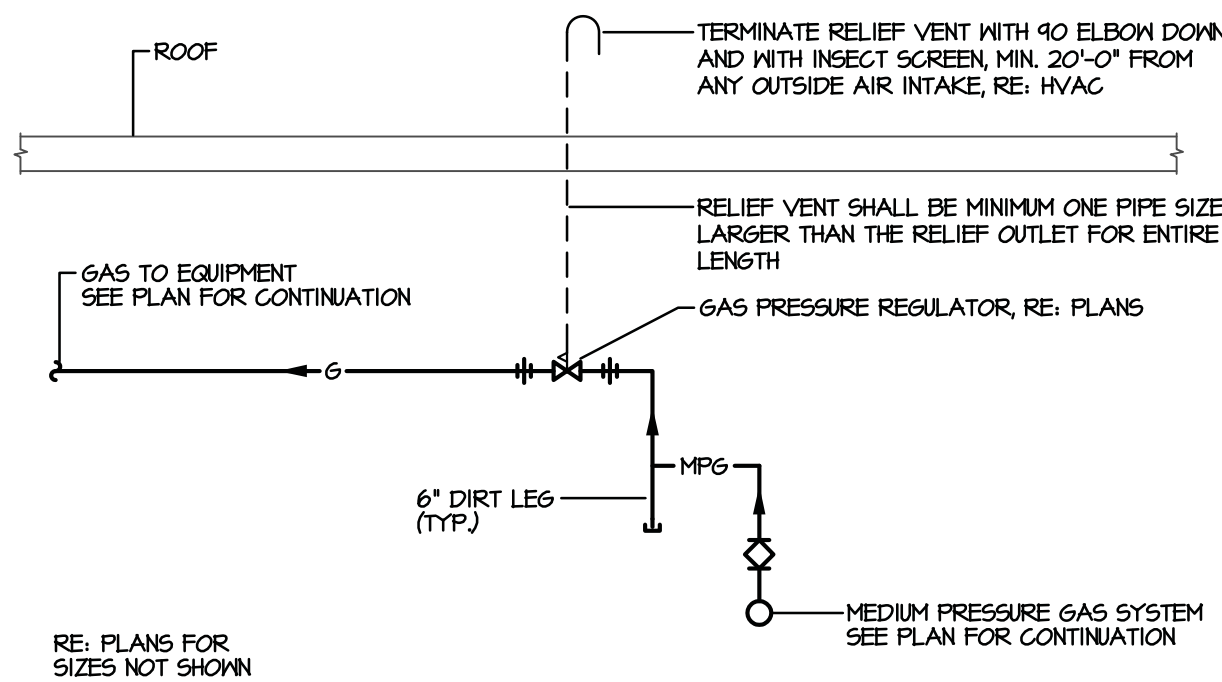 TERMINATE RELIEF VENT WITH 90 ELBOW DOWN
AND WITH INSECT SCREEN, MIN. 20'-0" FROM
ANY OUTSIDE AIR INTAKE, RE: HVAC
ROOF
RELIEF VENT SHALL BE MINIMUM ONE PIPE SIZE
LARGER THAN THE RELIEF OUTLET FOR ENTIRE
LENGTH
GAS TO EQUIPMENT
SEE PLAN FOR CONTINUATION
GAS PRESSURE REGULATOR, RE: PLANS
G
MPG
6" DIRT LEG
(TYP.)
MEDIUM PRESSURE GAS SYSTEM
SEE PLAN FOR CONTINUATION
RE: PLANS FOR
SIZES NOT SHOWN